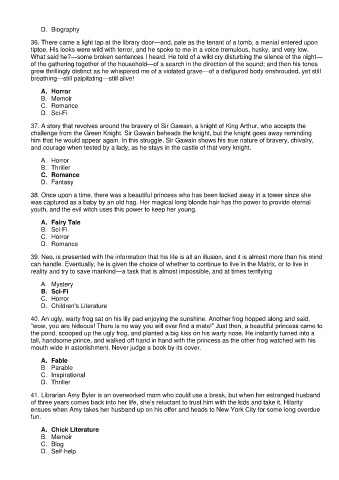 D. Biography
36. There came a light tap at the library door—and, pale as the tenant of a tomb, a menial entered upon
tiptoe. His looks were wild with terror, and he spoke to me in a voice tremulous, husky, and very low.
What said he?—some broken sentences I heard. He told of a wild cry disturbing the silence of the night—
of the gathering together of the household—of a search in the direction of the sound; and then his tones
grew thrillingly distinct as he whispered me of a violated grave—of a disfigured body enshrouded, yet still
breathing—still palpitating—still alive!
A. Horror
B. Memoir
C. Romance
D. Sci-Fi
37. A story that revolves around the bravery of Sir Gawain, a knight of King Arthur, who accepts the
challenge from the Green Knight. Sir Gawain beheads the knight, but the knight goes away reminding
him that he would appear again. In this struggle, Sir Gawain shows his true nature of bravery, chivalry,
and courage when tested by a lady, as he stays in the castle of that very knight.
A. Horror
B. Thriller
C. Romance
D. Fantasy
38. Once upon a time, there was a beautiful princess who has been locked away in a tower since she
was captured as a baby by an old hag. Her magical long blonde hair has the power to provide eternal
youth, and the evil witch uses this power to keep her young.
A. Fairy Tale
B. Sci-Fi
C. Horror
D. Romance
39. Neo, is presented with the information that his life is all an illusion, and it is almost more than his mind
can handle. Eventually, he is given the choice of whether to continue to live in the Matrix, or to live in
reality and try to save mankind—a task that is almost impossible, and at times terrifying
A. Mystery
B. Sci-Fi
C. Horror
D. Children's Literature
40. An ugly, warty frog sat on his lily pad enjoying the sunshine. Another frog hopped along and said,
"wow, you are hideous! There is no way you will ever find a mate!" Just then, a beautiful princess came to
the pond, scooped up the ugly frog, and planted a big kiss on his warty nose. He instantly turned into a
tall, handsome prince, and walked off hand in hand with the princess as the other frog watched with his
mouth wide in astonishment. Never judge a book by its cover.
A. Fable
B. Parable
C. Inspirational
D. Thriller
41. Librarian Amy Byler is an overworked mom who could use a break, but when her estranged husband
of three years comes back into her life, she's reluctant to trust him with the kids and take it. Hilarity
ensues when Amy takes her husband up on his offer and heads to New York City for some long overdue
fun.
A. Chick Literature
B. Memoir
C. Blog
D. Self-help